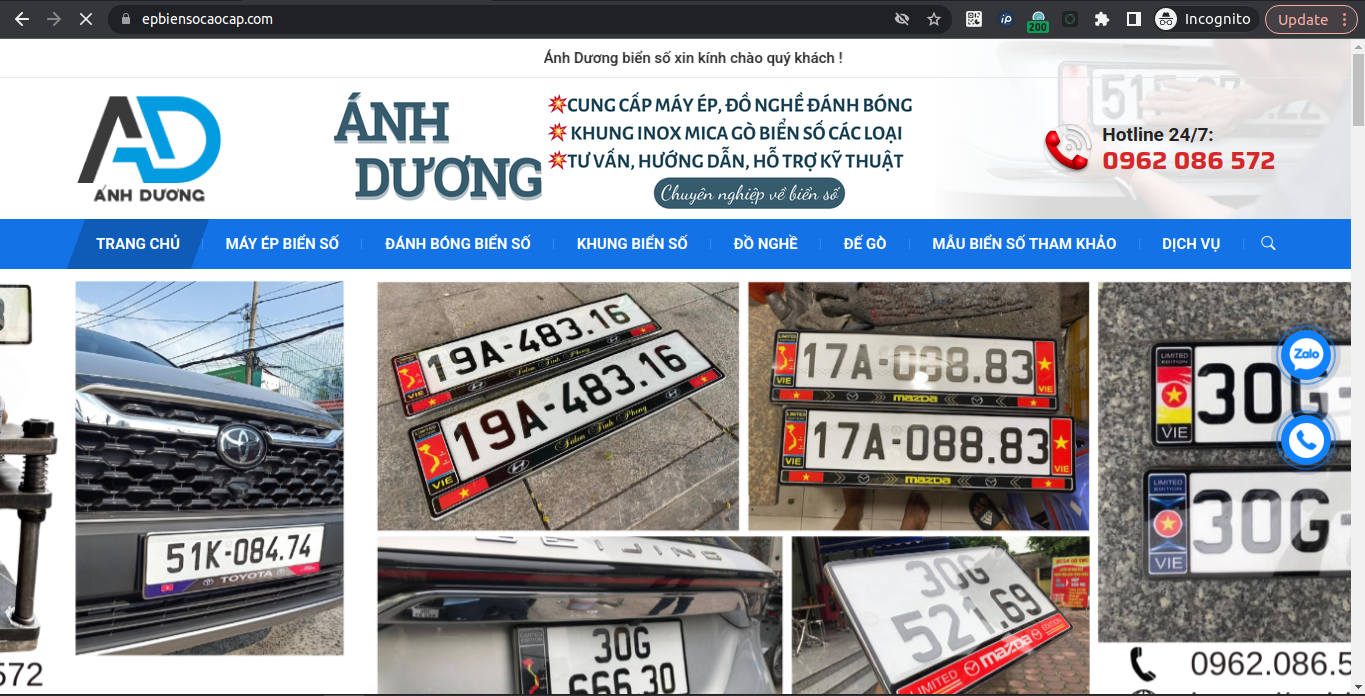 epbiensocaocap.com
200
Incognito
Update
Ánh Dương biển số xin kính chào quý khách !
AD
ÁNH DƯƠNG
ÁNH
DƯƠNG
CUNG CẤP MÁY ÉP, ĐỒ NGHỀ ĐÁNH BÓNG
KHUNG INOX MICA GÒ BIỂN SỐ CÁC LOẠI
TƯ VẤN, HƯỚNG DẪN, HỖ TRỢ KỸ THUẬT
Chuyên nghiệp về biển số
Hotline 24/7:
0962 086 572
TRANG CHỦ
MÁY ÉP BIỂN SỐ
ĐÁNH BÓNG BIỂN SỐ
KHUNG BIỂN SỐ
ĐỒ NGHỀ
ĐẾ GÒ
MẪU BIỂN SỐ THAM KHẢO
DỊCH VỤ
51K-084.74
TOYOTA
19A-483.16
VIE
19A-483.16
VIE
17A-088.83
VIE
VIE
mazda
17A-088.83
VIE
VIE
mazda
BEIJING
30G
666.30
30G
521.69
LIMITED mazda EDITION
LIMITED
EDITION
VIE
30G
LIMITED
EDITION
VIE
30G
Zalo
572
0962.086.5